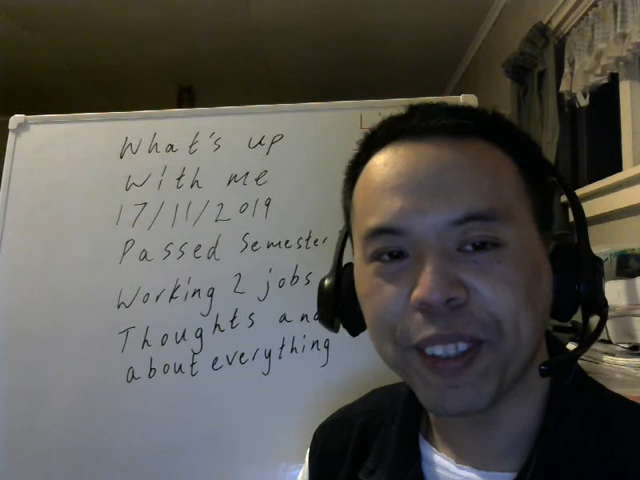 What's up
With me
17/11/2019
Passed Semester
Working 2 jobs
Thoughts and
about everything